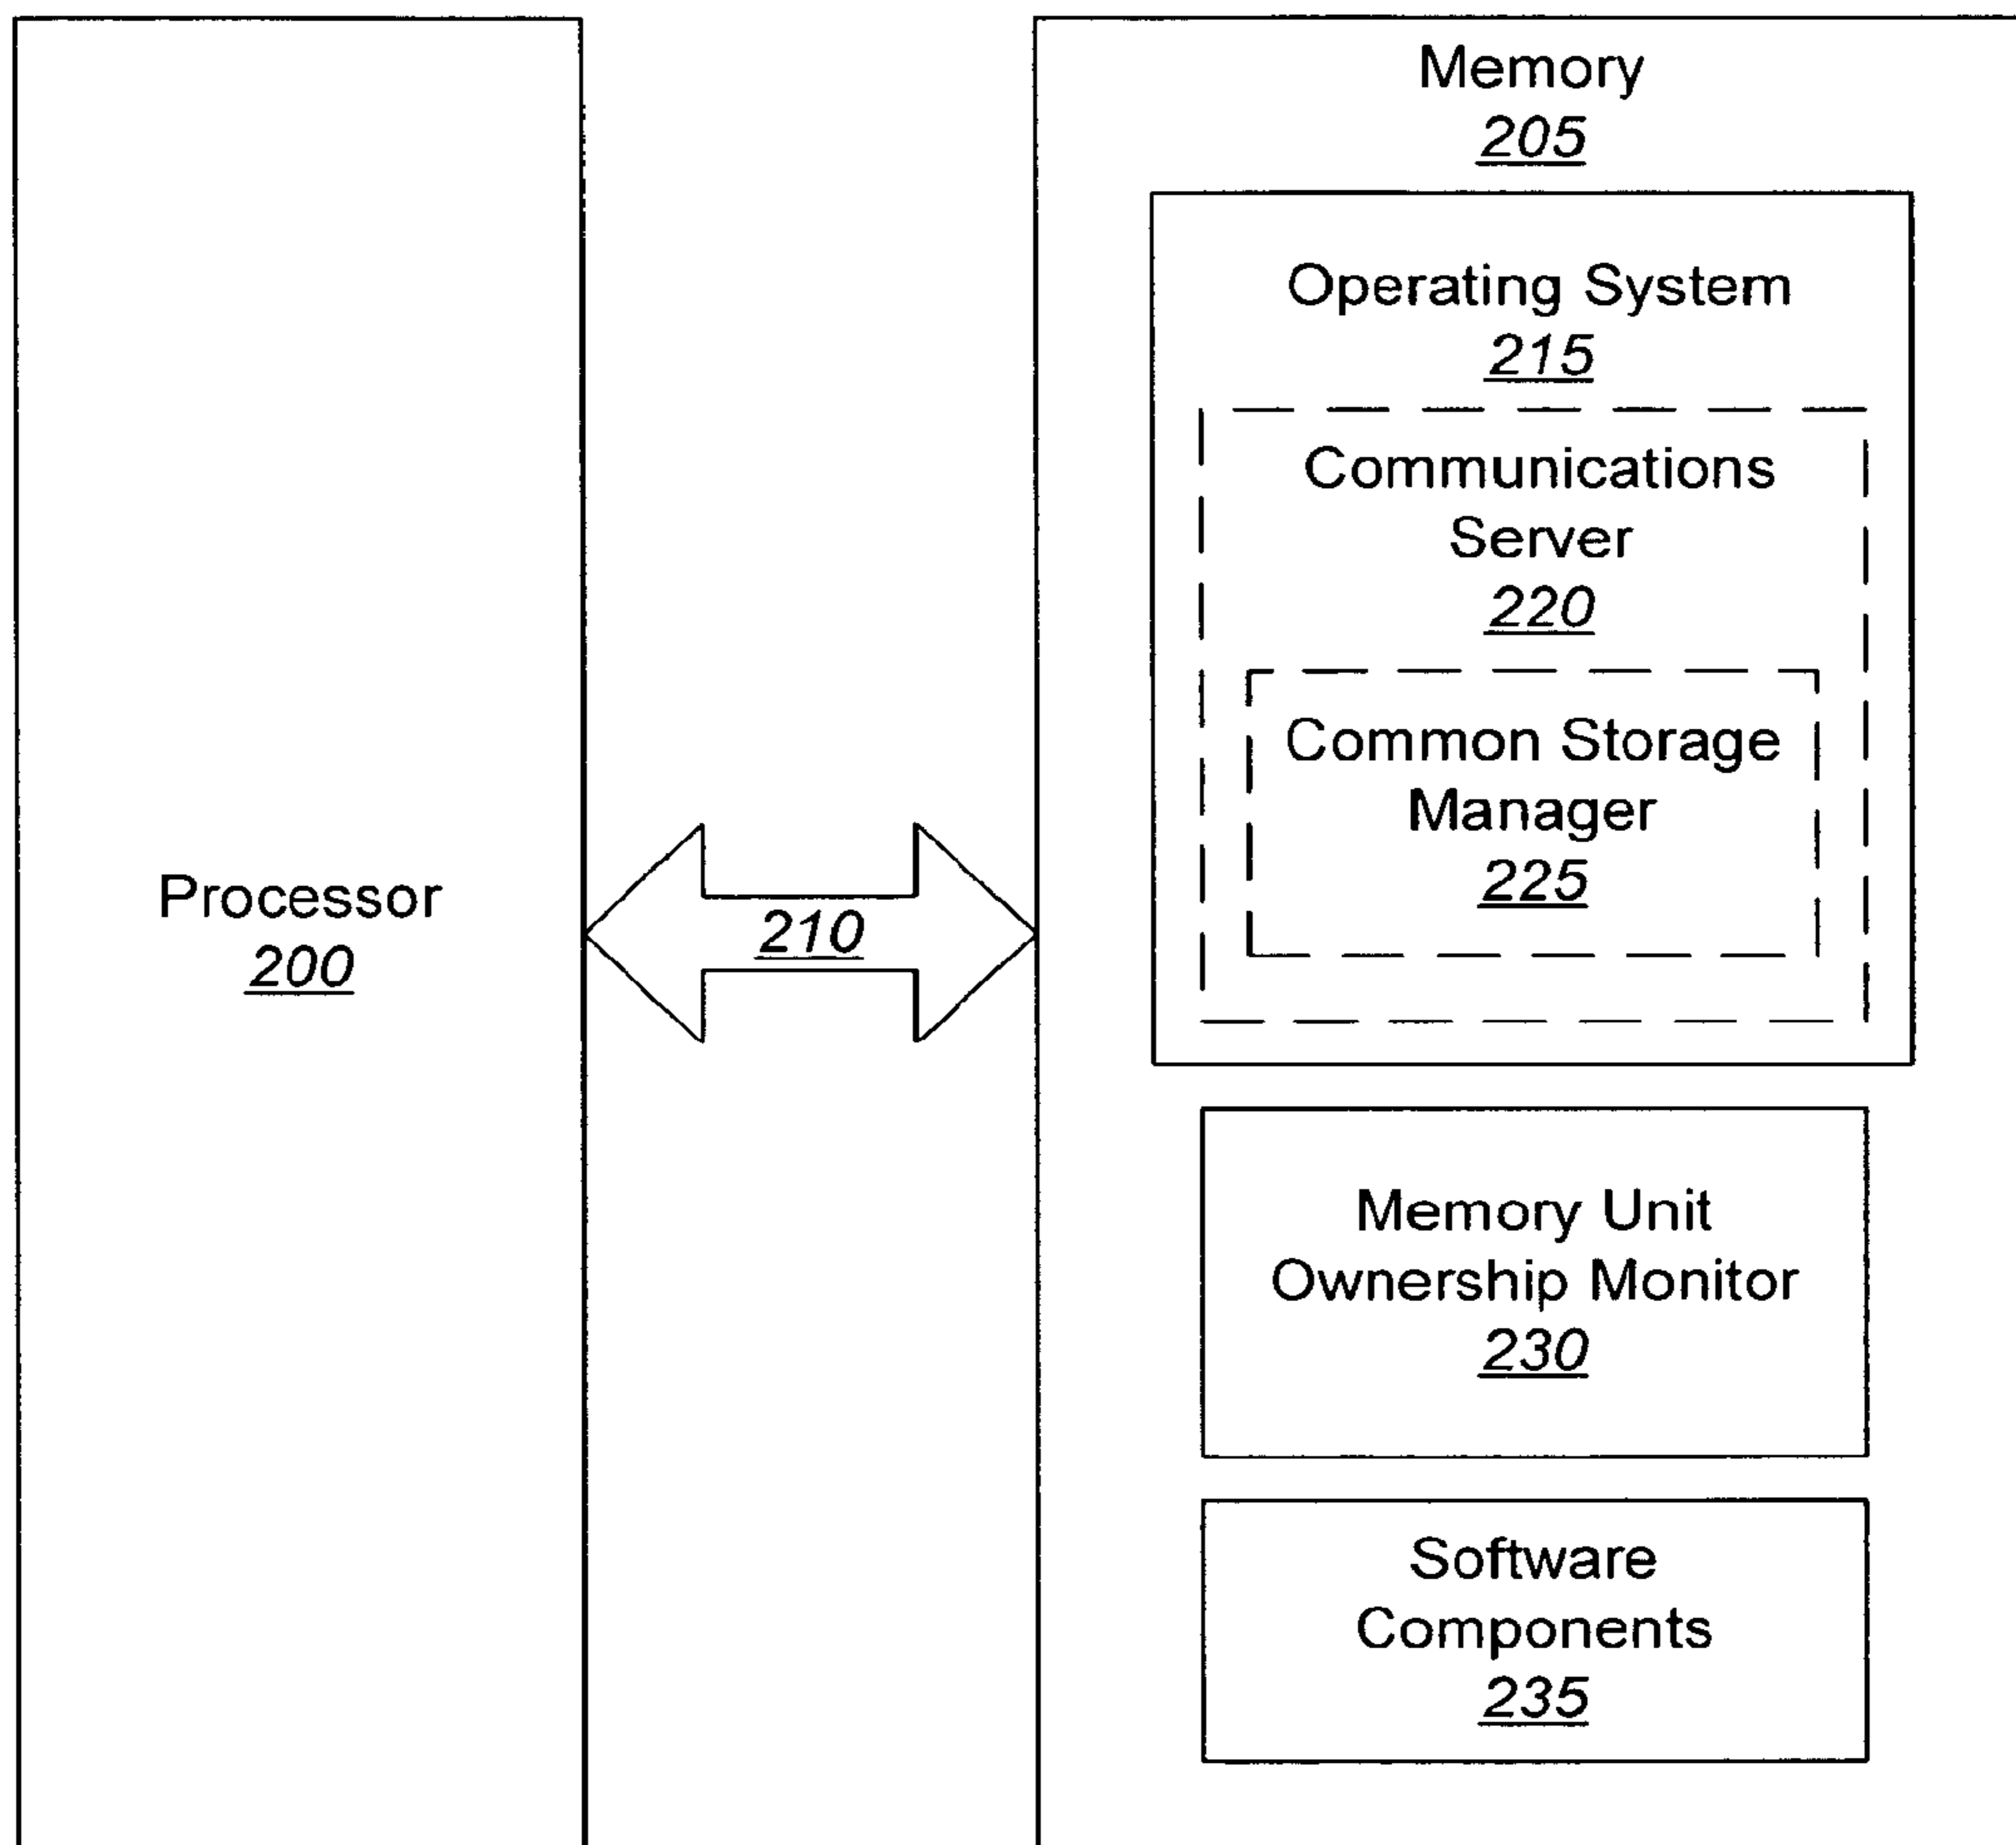 Memory
205
Operating System
215
Communications
Server
220
Common Storage
Manager
225
Processor
200
210
Memory Unit
Ownership Monitor
230
Software
Components
235